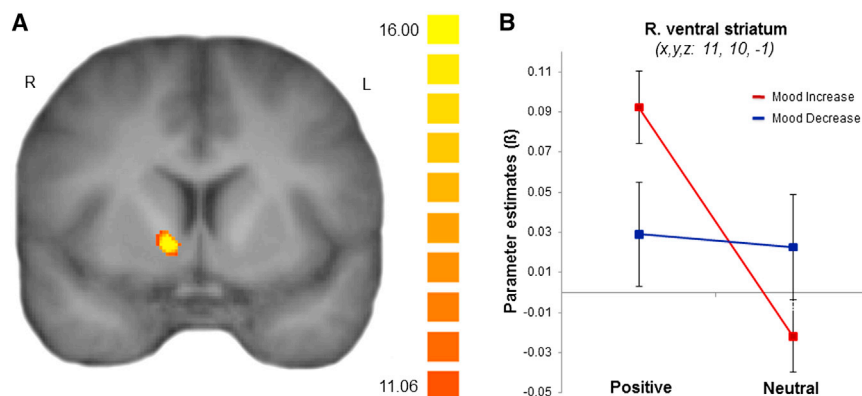 A
R
L
16.00
11.06
B
R. ventral striatum
(x,y,z: 11, 10, -1)
Mood Increase
Mood Decrease
Parameter estimates (ß)
0.11
0.09
0.07
0.05
0.03
0.01
-0.01
-0.03
-0.05
Positive
Neutral